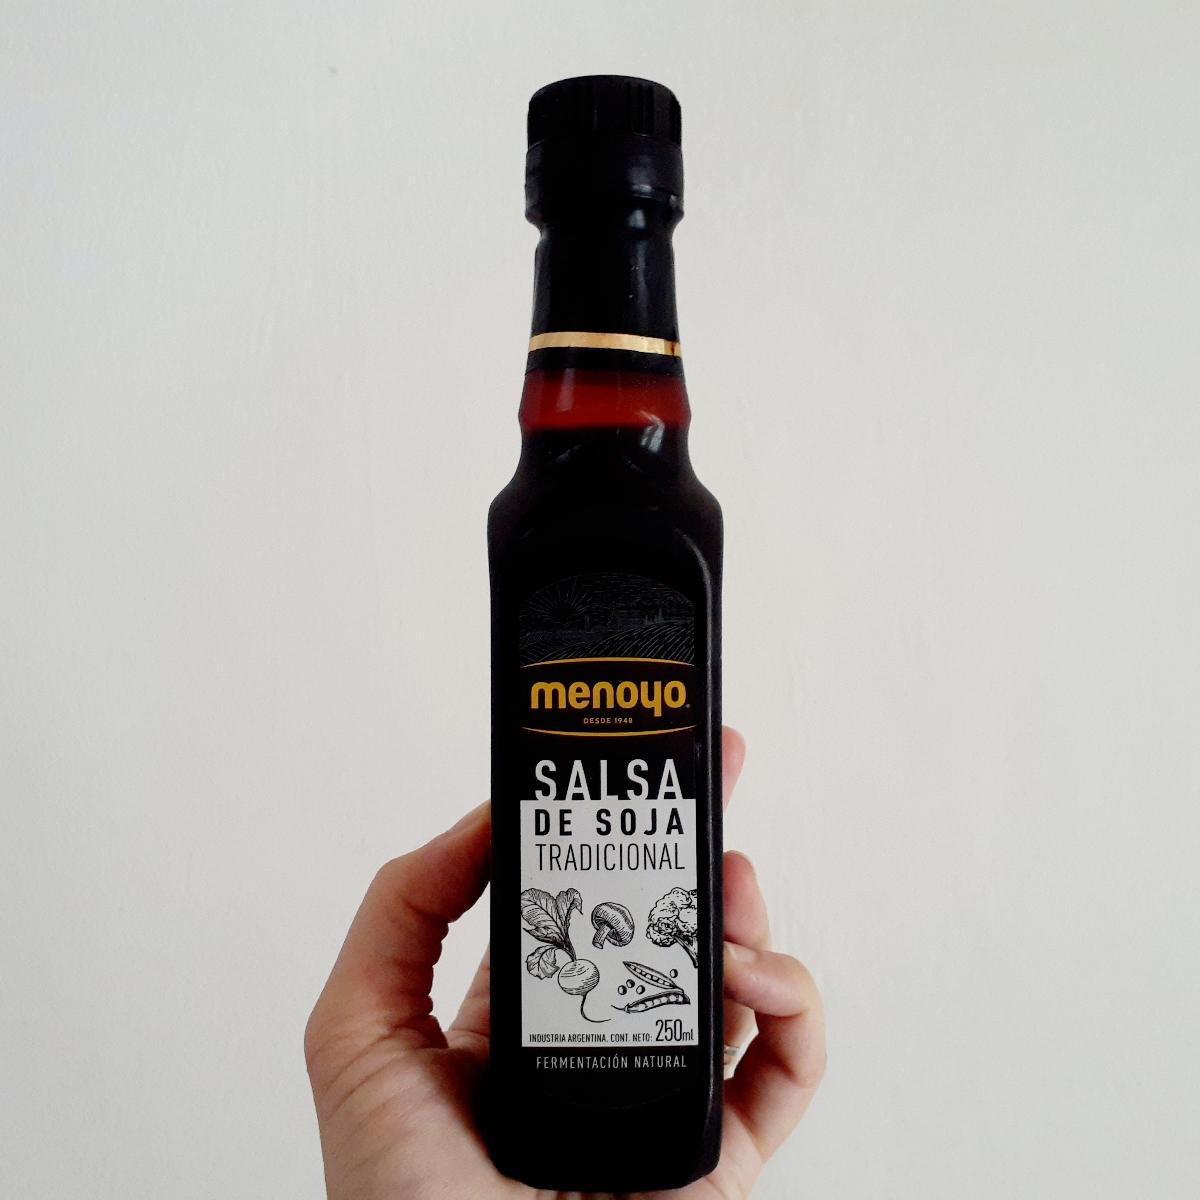 menoyo
DESDE 1948
SALSA
DE SOJA
TRADICIONAL
INDUSTRIA ARGENTINA. CONT. NETO: 250ml
FERMENTACIÓN NATURAL